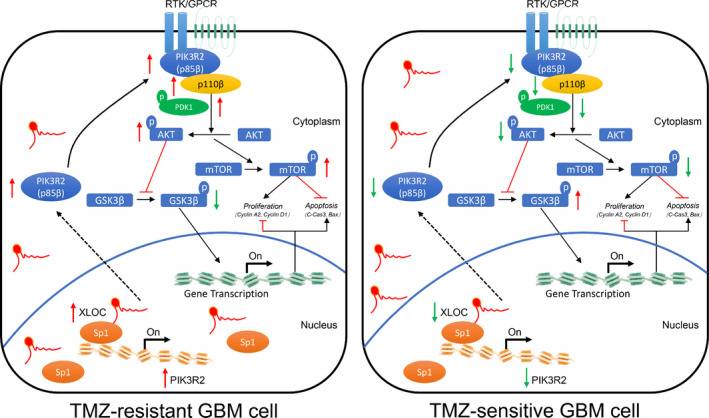 RTK/GPCR
PIK3R2
(p85β)
p110β
p
PDK1
Cytoplasm
p
AKT
AKT
p
mTOR
mTOR
PIK3R2
(p85β)
p
GSK3β
GSK3β
Proliferation
(Cyclin A2, Cyclin D1)
Apoptosis
(C-Cas3, Bax)
On
Gene Transcription
Nucleus
XLOC
Sp1
On
Sp1
Sp1
PIK3R2
TMZ-resistant GBM cell
RTK/GPCR
PIK3R2
(p85β)
p110β
p
PDK1
Cytoplasm
p
AKT
AKT
p
mTOR
mTOR
PIK3R2
(p85β)
p
GSK3β
GSK3β
Proliferation
(Cyclin A2, Cyclin D1)
Apoptosis
(C-Cas3, Bax)
On
Gene Transcription
Nucleus
XLOC
Sp1
On
Sp1
PIK3R2
TMZ-sensitive GBM cell